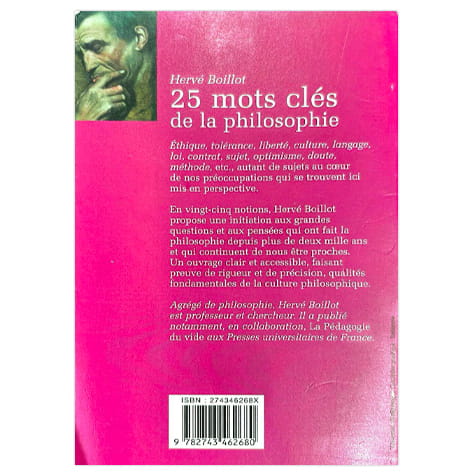 Hervé Boillot
25 mots clés
de la philosophie
Éthique, tolérance, liberté, culture, langage,
loi, contrat, sujet, optimisme, doute,
méthode, etc., autant de sujets au cœur
de nos préoccupations qui se trouvent ici
mis en perspective.
En vingt-cinq notions, Hervé Boillot
propose une initiation aux grandes
questions et aux pensées qui ont fait la
philosophie depuis plus de deux mille ans
et qui continuent de nous être proches.
Un ouvrage clair et accessible, faisant
preuve de rigueur et de précision, qualités
fondamentales de la culture philosophique.
Agrégé de philosophie, Hervé Boillot
est professeur et chercheur. Il a publié
notamment, en collaboration, La Pédagogie
du vide aux Presses universitaires de France.
ISBN : 274346268X
9 782743 462680